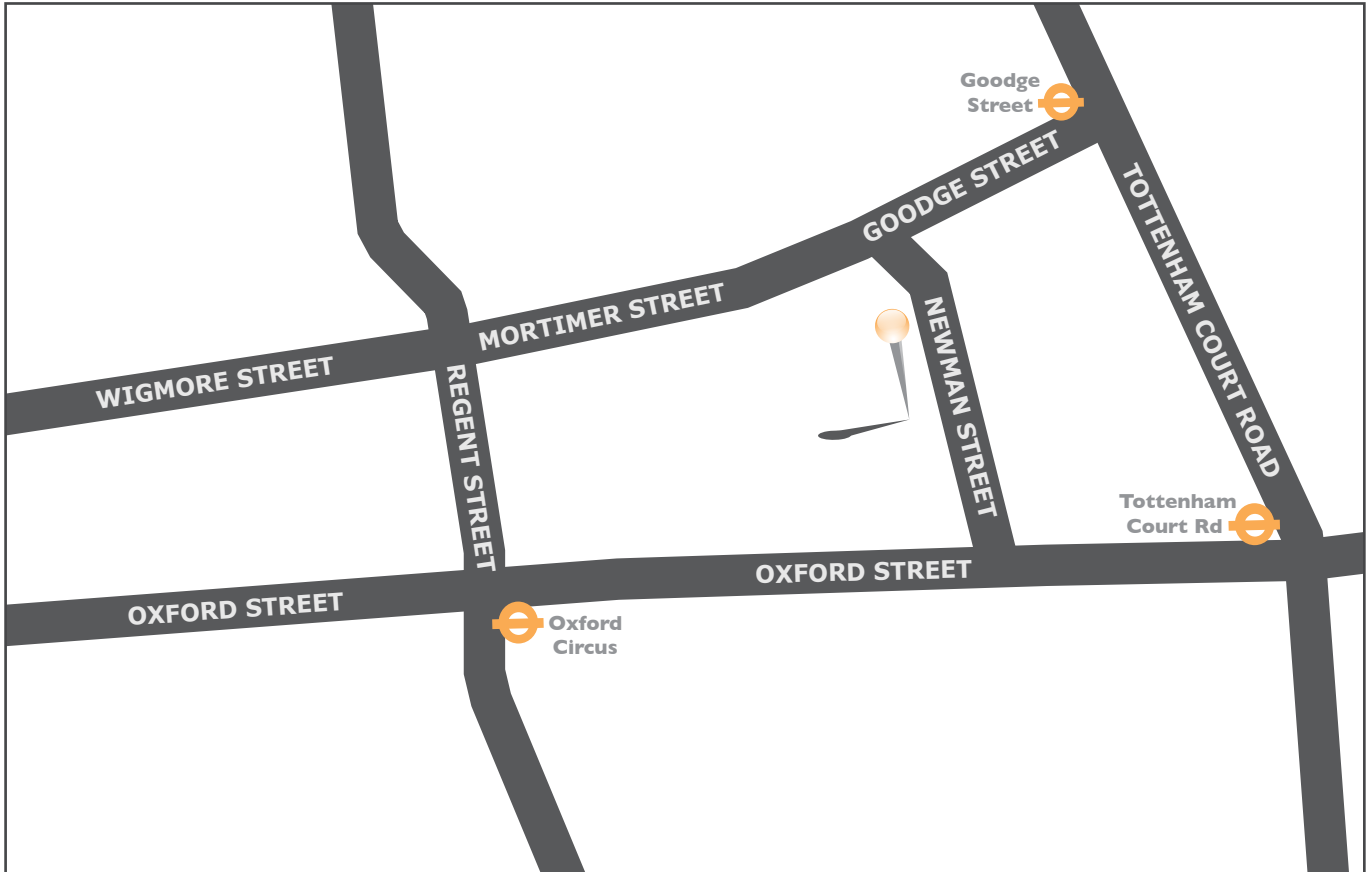 Goodge
Street
GOODGE STREET
TOTTENHAM COURT ROAD
MORTIMER STREET
NEWMAN STREET
WIGMORE STREET
REGENT STREET
Tottenham
Court Rd
OXFORD STREET
OXFORD STREET
Oxford
Circus